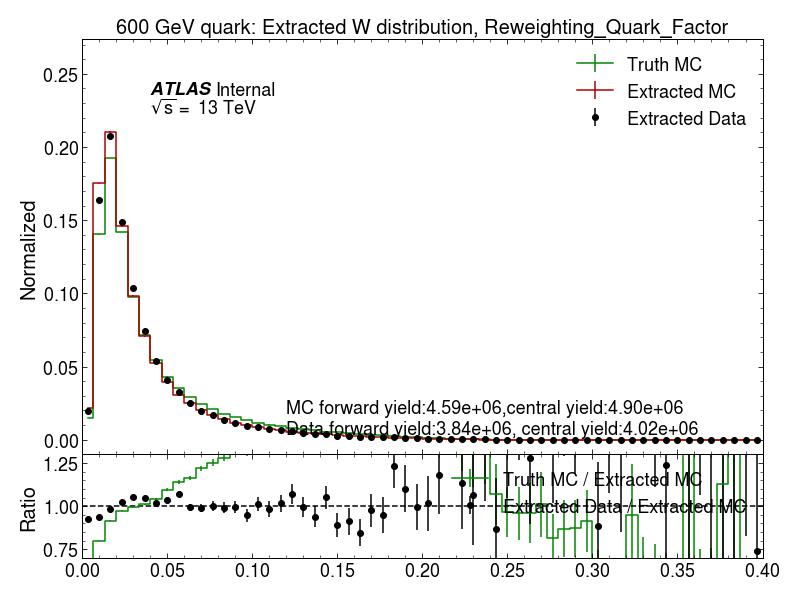 600 GeV quark: Extracted W distribution, Reweighting_Quark_Factor
ATLAS Internal
√s = 13 TeV
Truth MC
Extracted MC
Extracted Data
Normalized
0.25
0.20
0.15
0.10
0.05
0.00
MC forward yield:4.59e+06,central yield:4.90e+06
Data forward yield:3.84e+06, central yield:4.02e+06
Ratio
1.25
1.00
0.75
Truth MC / Extracted MC
Extracted Data / Extracted MC
0.00 0.05 0.10 0.15 0.20 0.25 0.30 0.35 0.40